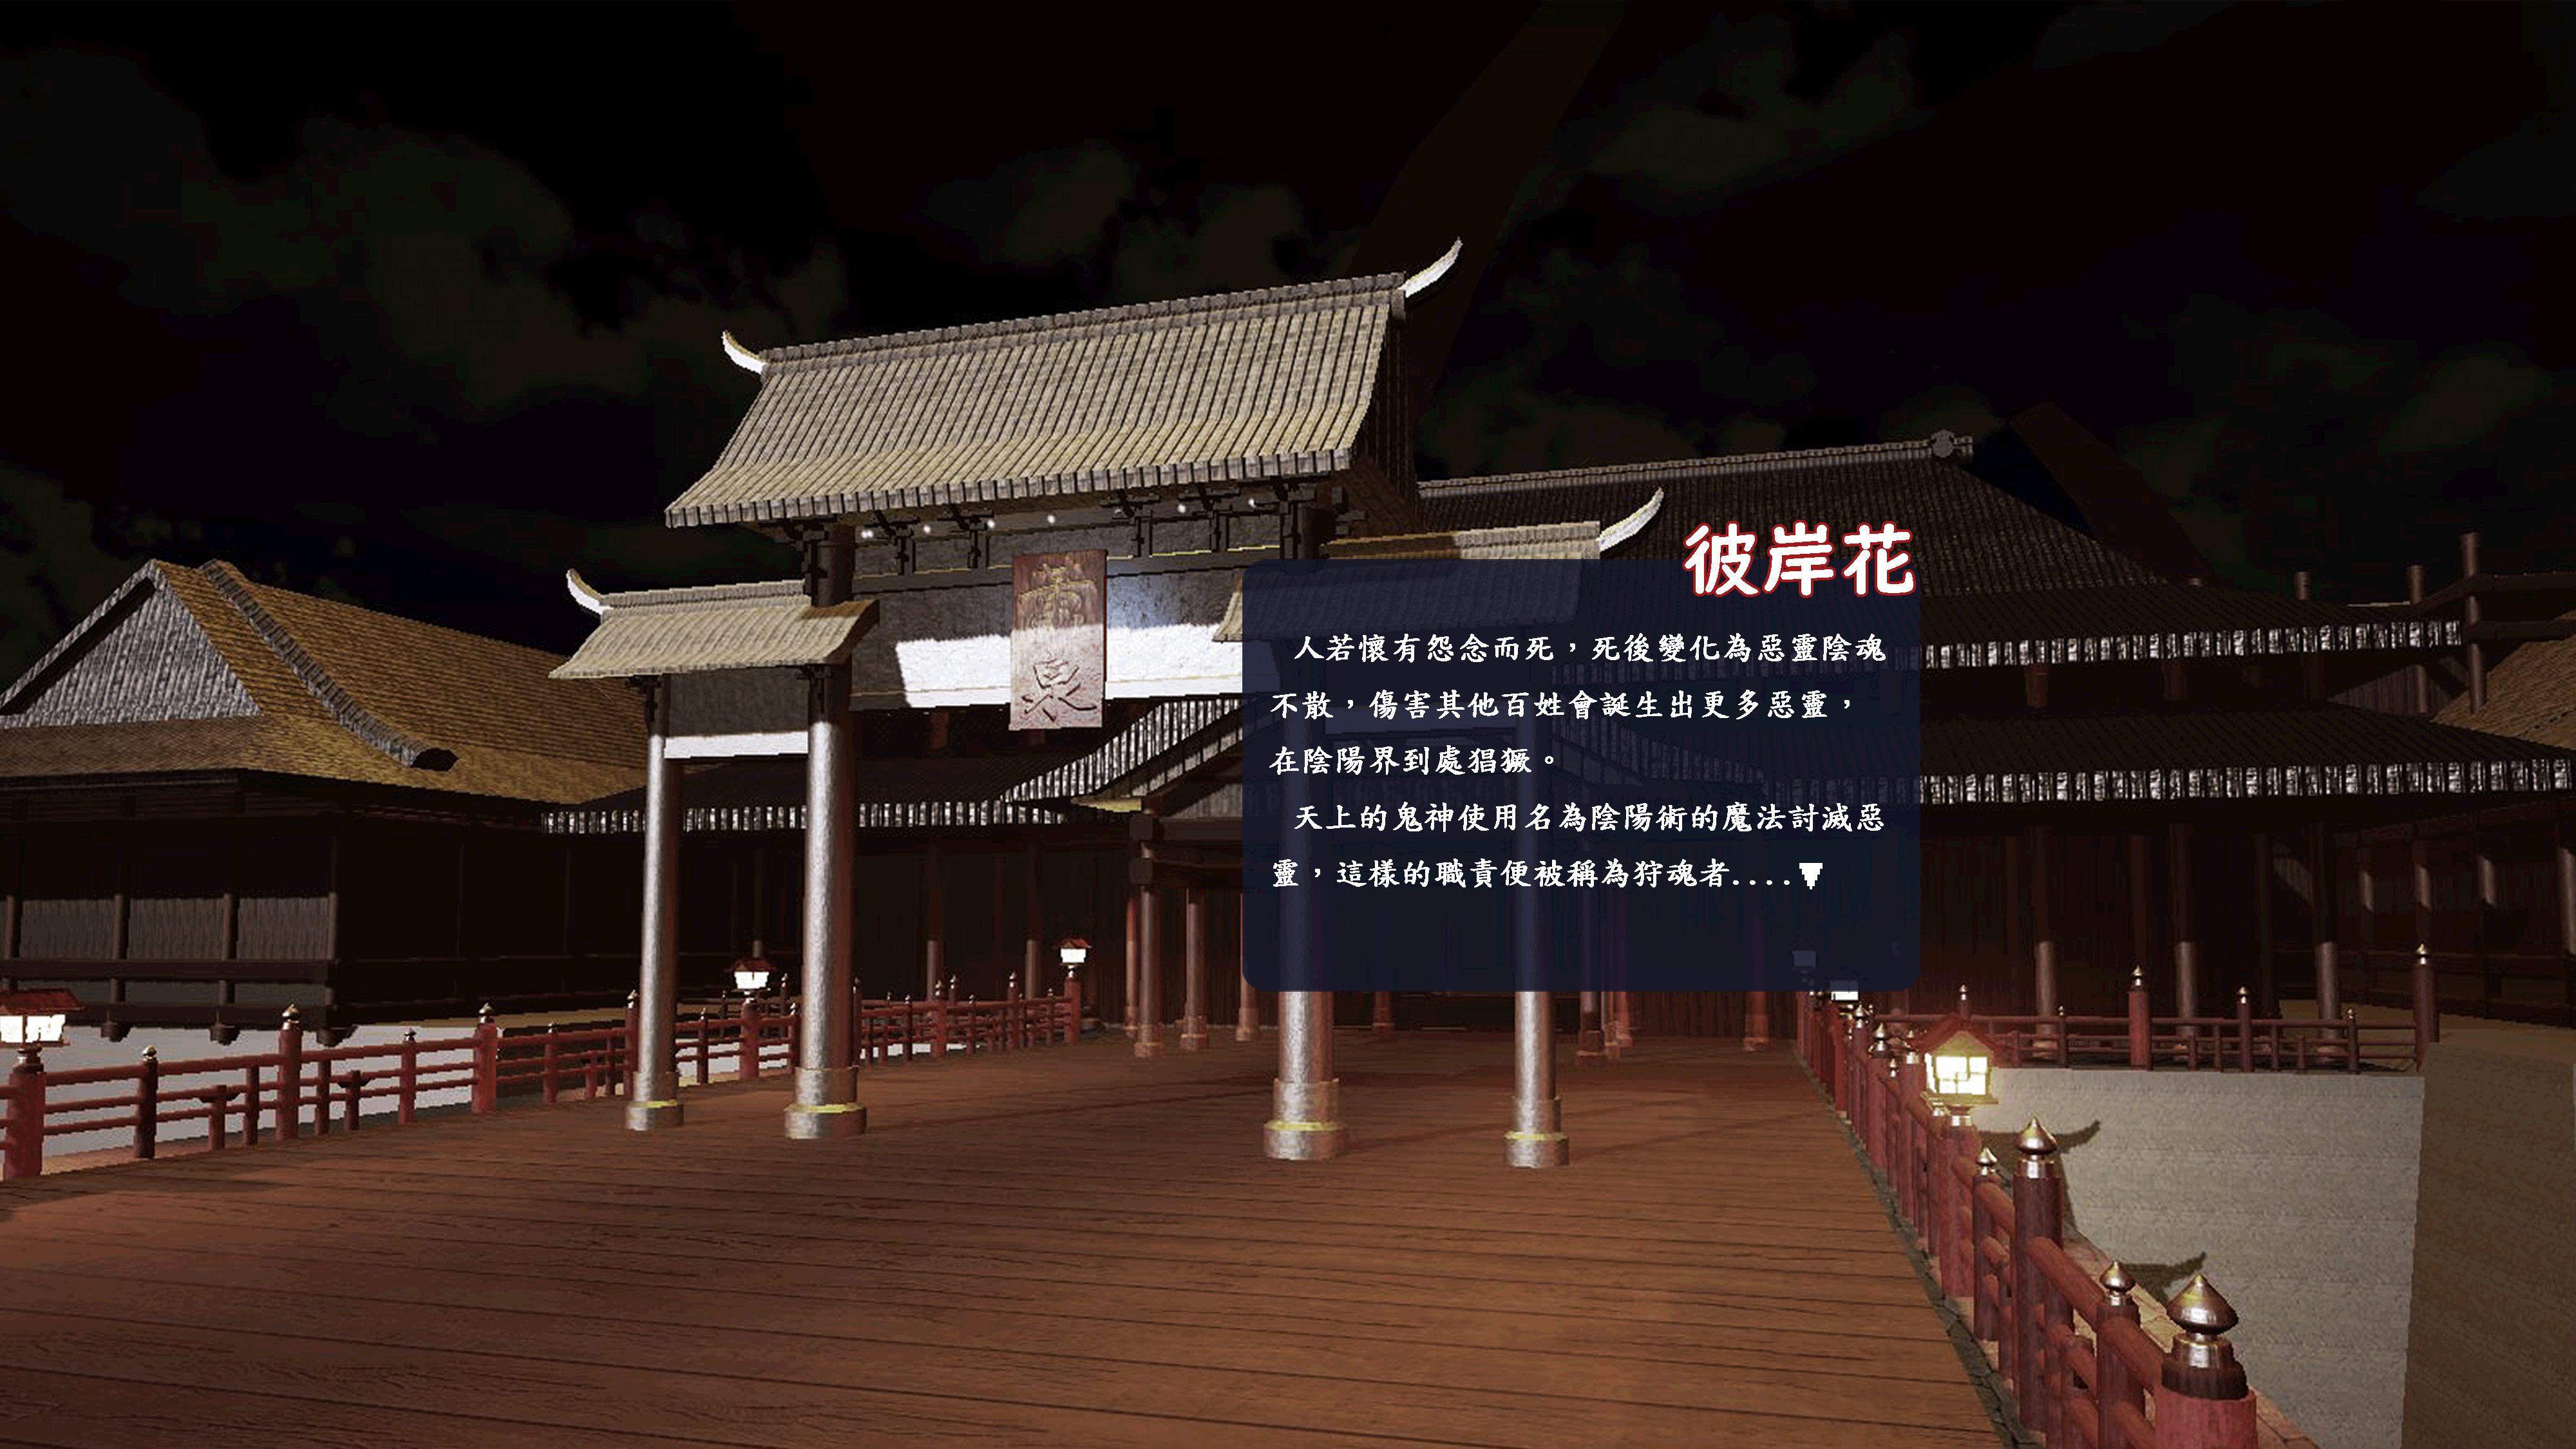 彼岸花
人若懷有怨念而死，死後變化為惡靈陰魂
不散，傷害其他百姓會誕生出更多惡靈，
在陰陽界到處猖獗。
天上的鬼神使用名為陰陽術的魔法討滅惡
靈，這樣的職責便被稱為狩魂者....▼